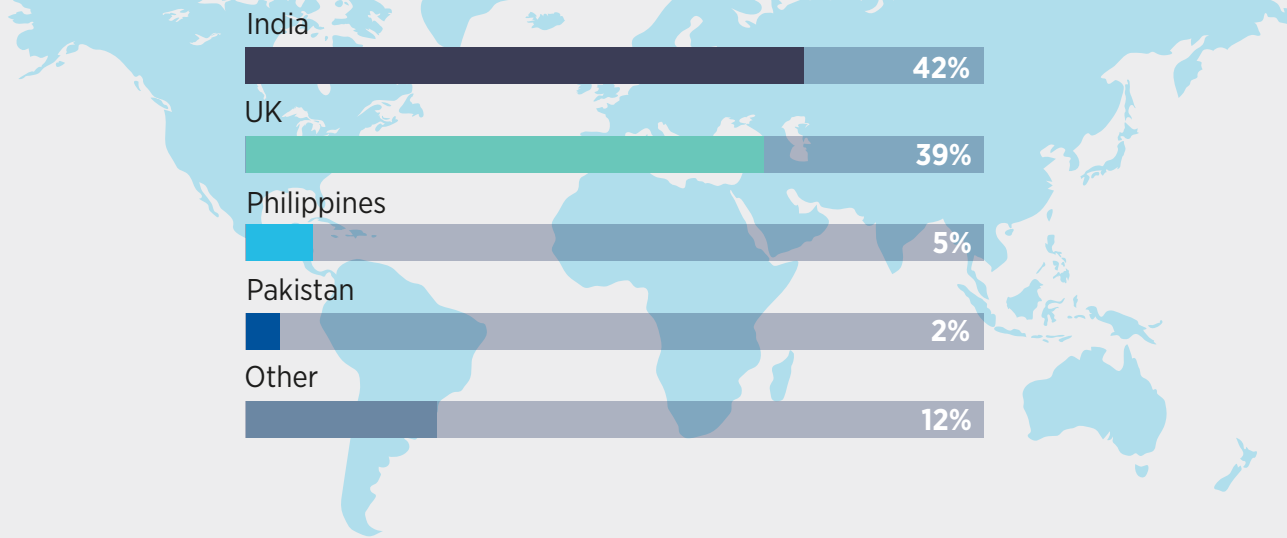 India
42%
UK
39%
Philippines
5%
Pakistan
2%
Other
12%